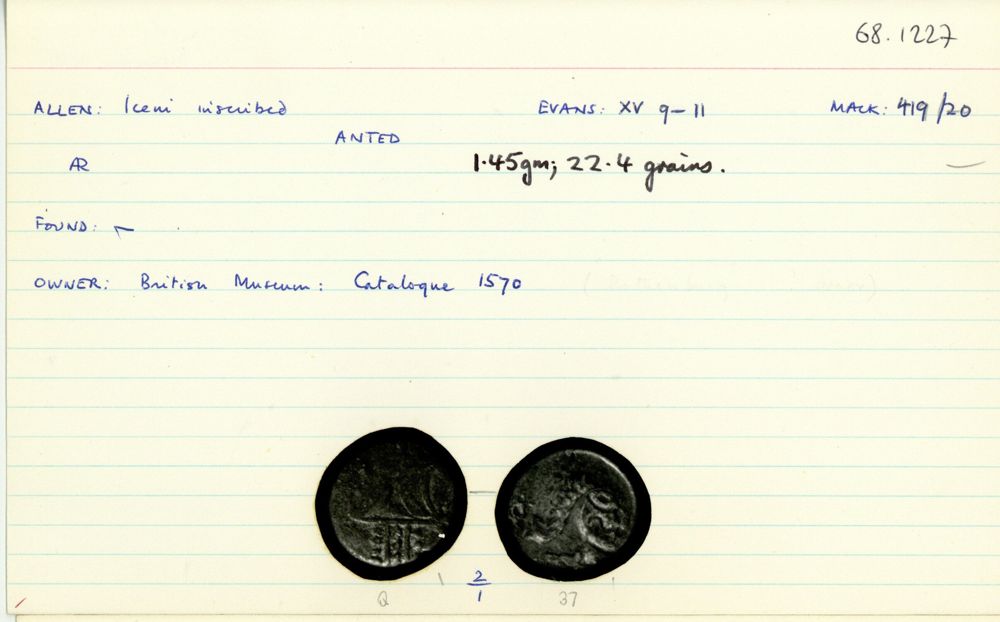 68.1227
ALLEN: Iceni inscribed EVANS: XV 9-11 MACK: 419/20
ANTED
AR 1.45gm; 22.4 grains. —
FOUND: —
OWNER: British Museum: Catalogue 1570
2/1
Q 37